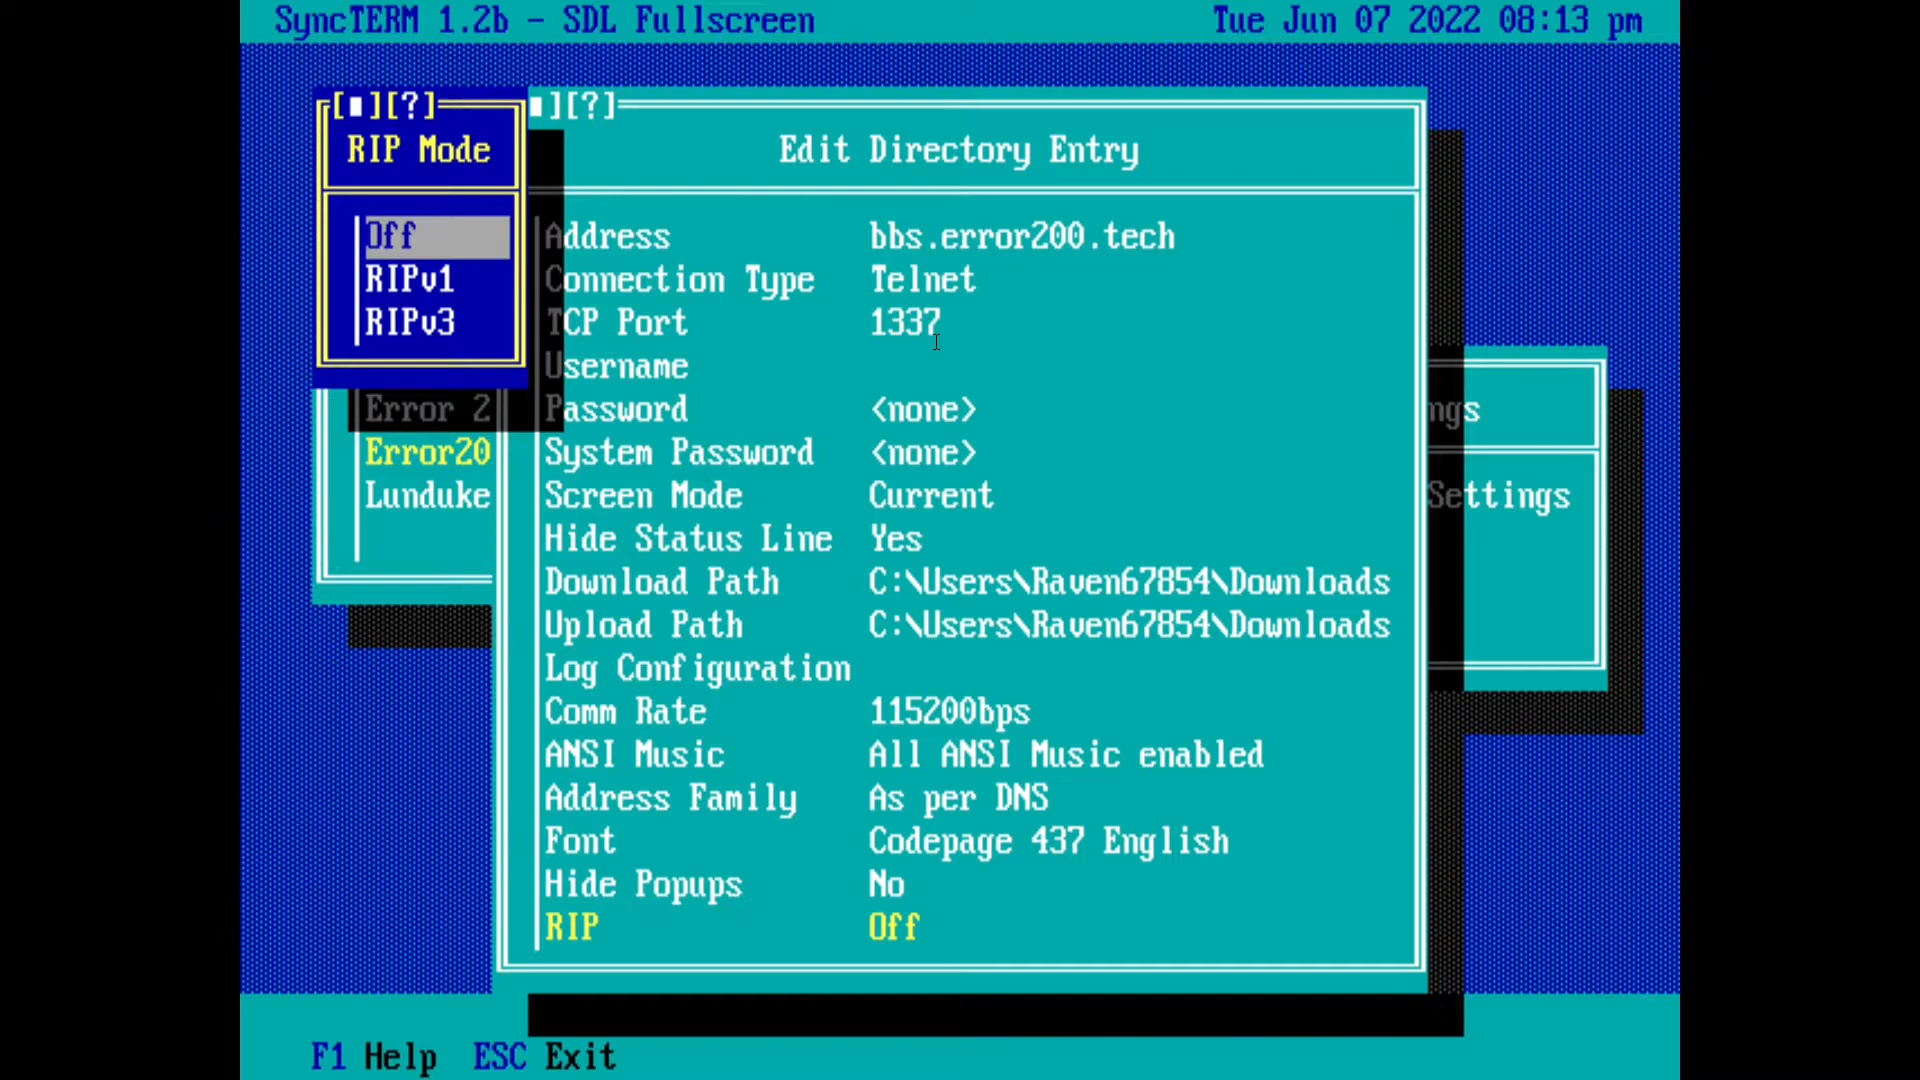 SyncTERM 1.2b - SDL Fullscreen Tue Jun 07 2022 08:13 pm
[■][?]
RIP Mode
Off
RIPv1
RIPv3
Error 2
Error20
Lunduke
■][?]
Edit Directory Entry
Address bbs.error200.tech
Connection Type Telnet
TCP Port 1337
Username
Password <none>
System Password <none>
Screen Mode Current
Hide Status Line Yes
Download Path C:\Users\Raven67854\Downloads
Upload Path C:\Users\Raven67854\Downloads
Log Configuration
Comm Rate 115200bps
ANSI Music All ANSI Music enabled
Address Family As per DNS
Font Codepage 437 English
Hide Popups No
RIP Off
ngs
Settings
F1 Help ESC Exit